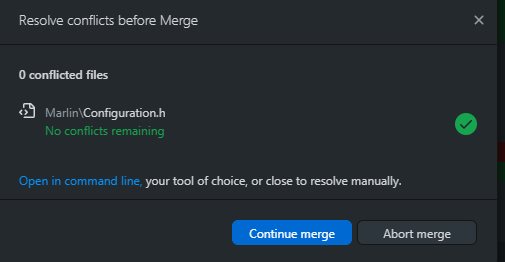 Resolve conflicts before Merge
0 conflicted files
Marlin\Configuration.h
No conflicts remaining
Open in command line, your tool of choice, or close to resolve manually.
Continue merge
Abort merge